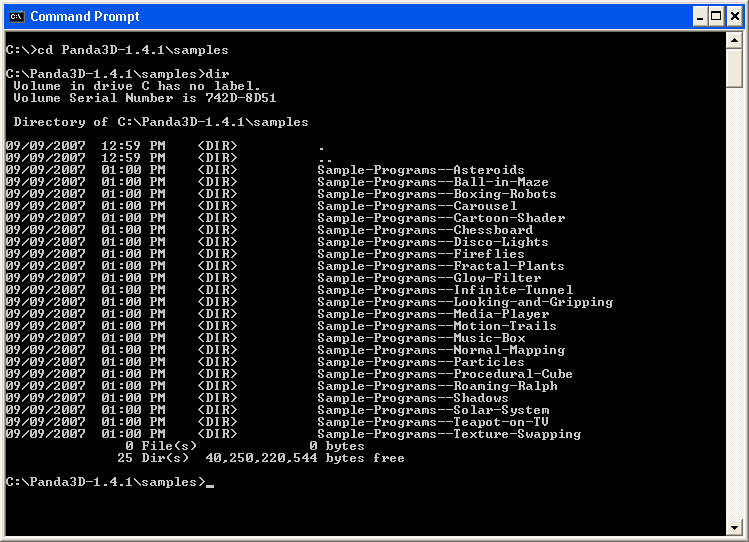 Command Prompt
C:\>cd Panda3D-1.4.1\samples
C:\Panda3D-1.4.1\samples>dir
 Volume in drive C has no label.
 Volume Serial Number is 742D-8D51
 Directory of C:\Panda3D-1.4.1\samples
09/09/2007  12:59 PM    <DIR>          .
09/09/2007  12:59 PM    <DIR>          ..
09/09/2007  01:00 PM    <DIR>          Sample-Programs--Asteroids
09/09/2007  01:00 PM    <DIR>          Sample-Programs--Ball-in-Maze
09/09/2007  01:00 PM    <DIR>          Sample-Programs--Boxing-Robots
09/09/2007  01:00 PM    <DIR>          Sample-Programs--Carousel
09/09/2007  01:00 PM    <DIR>          Sample-Programs--Cartoon-Shader
09/09/2007  01:00 PM    <DIR>          Sample-Programs--Chessboard
09/09/2007  01:00 PM    <DIR>          Sample-Programs--Disco-Lights
09/09/2007  01:00 PM    <DIR>          Sample-Programs--Fireflies
09/09/2007  01:00 PM    <DIR>          Sample-Programs--Fractal-Plants
09/09/2007  01:00 PM    <DIR>          Sample-Programs--Glow-Filter
09/09/2007  01:00 PM    <DIR>          Sample-Programs--Infinite-Tunnel
09/09/2007  01:00 PM    <DIR>          Sample-Programs--Looking-and-Gripping
09/09/2007  01:00 PM    <DIR>          Sample-Programs--Media-Player
09/09/2007  01:00 PM    <DIR>          Sample-Programs--Motion-Trails
09/09/2007  01:00 PM    <DIR>          Sample-Programs--Music-Box
09/09/2007  01:00 PM    <DIR>          Sample-Programs--Normal-Mapping
09/09/2007  01:00 PM    <DIR>          Sample-Programs--Particles
09/09/2007  01:00 PM    <DIR>          Sample-Programs--Procedural-Cube
09/09/2007  01:00 PM    <DIR>          Sample-Programs--Roaming-Ralph
09/09/2007  01:00 PM    <DIR>          Sample-Programs--Shadows
09/09/2007  01:00 PM    <DIR>          Sample-Programs--Solar-System
09/09/2007  01:00 PM    <DIR>          Sample-Programs--Teapot-on-TV
09/09/2007  01:00 PM    <DIR>          Sample-Programs--Texture-Swapping
               0 File(s)              0 bytes
              25 Dir(s)  40,250,220,544 bytes free
C:\Panda3D-1.4.1\samples>_